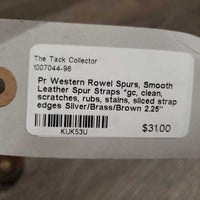 The Tack Collector
1007044-96
Pr Western Rowel Spurs, Smooth
Leather Spur Straps *gc, clean,
scratches, rubs, stains, sliced strap
edges Silver/Brass/Brown 2.25"
KUK53U
$31.00